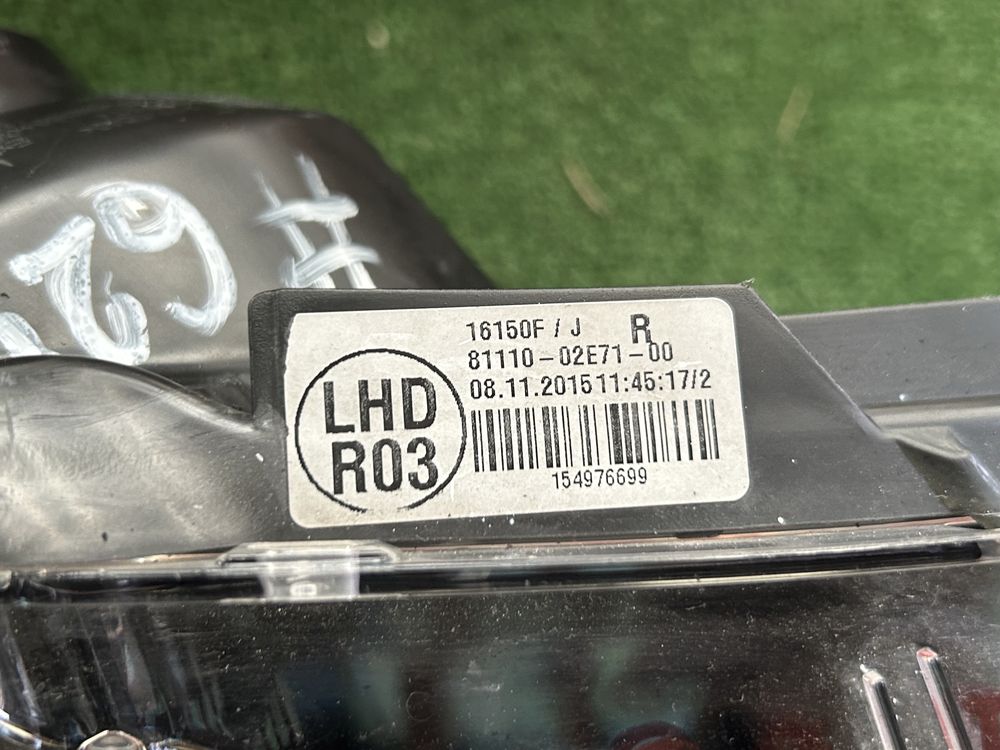 16150F / J R
81110-02E71-00
08.11.2015 11:45:17/2
LHD
R03
154976699